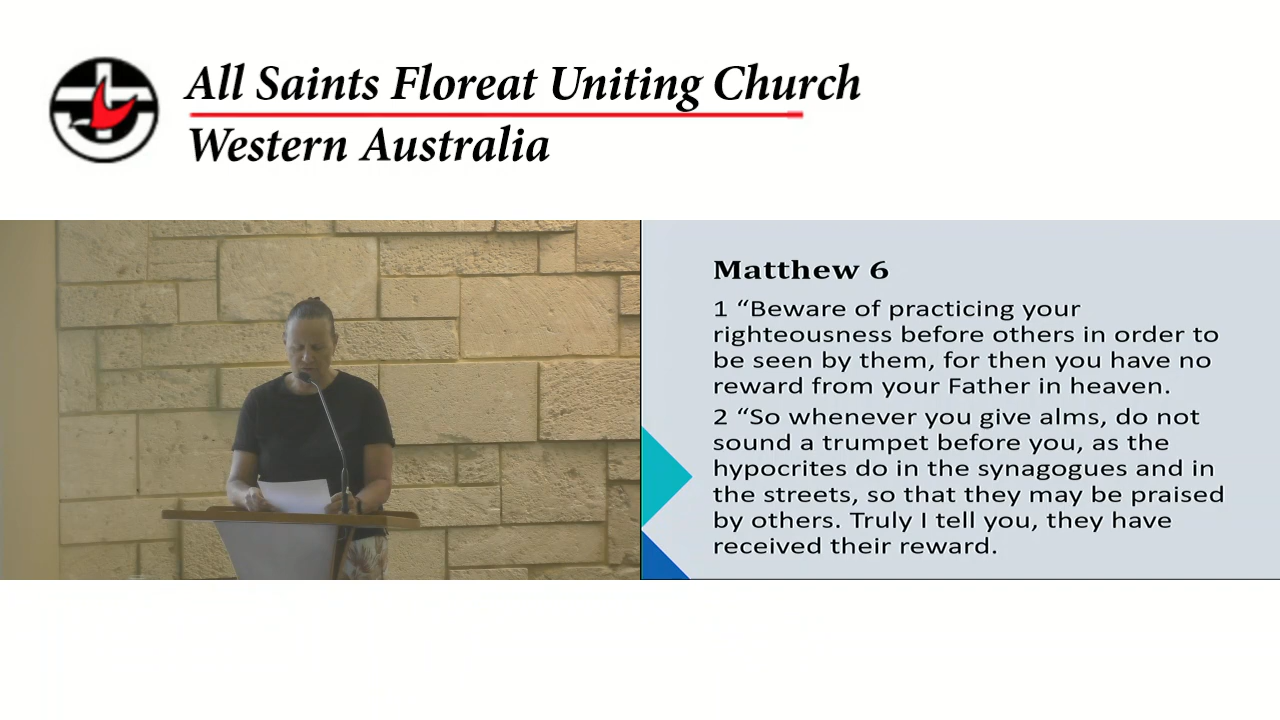 All Saints Floreat Uniting Church
Western Australia
Matthew 6
1 “Beware of practicing your
righteousness before others in order to
be seen by them, for then you have no
reward from your Father in heaven.
2 “So whenever you give alms, do not
sound a trumpet before you, as the
hypocrites do in the synagogues and in
the streets, so that they may be praised
by others. Truly I tell you, they have
received their reward.